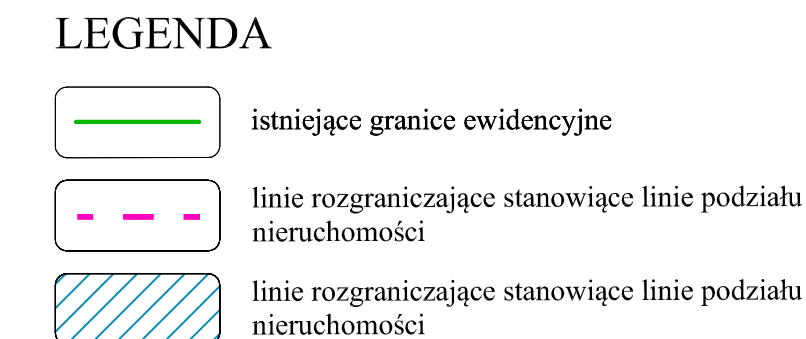 LEGENDA
istniejące granice ewidencyjne
linie rozgraniczające stanowiące linie podziału
nieruchomości
linie rozgraniczające stanowiące linie podziału
nieruchomości